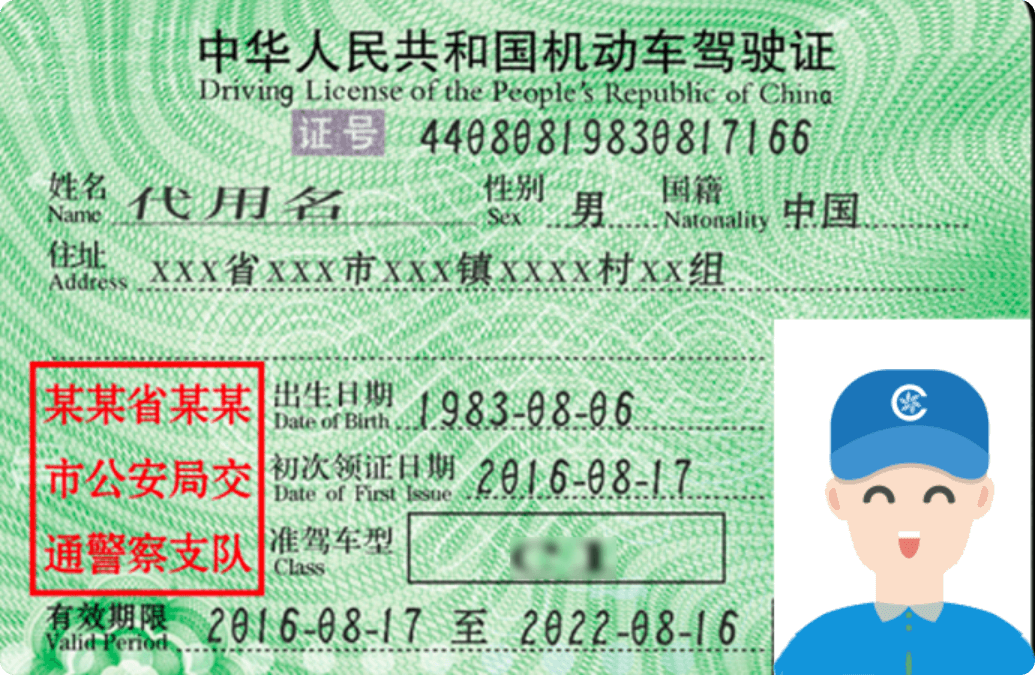 中华人民共和国机动车驾驶证
Driving License of the People's Republic of China
证号 44080819830817166
姓名 代用名 性别 男 国籍 中国
Name Sex Natonality
住址 XXX省XXX市XXX镇XXXX村XX组
Address
某某省某某
市公安局交
通警察支队
出生日期 1983-08-06
Date of Birth
初次领证日期 2016-08-17
Date of First Issue
准驾车型
Class
有效期限 2016-08-17 至 2022-08-16
Valid Period